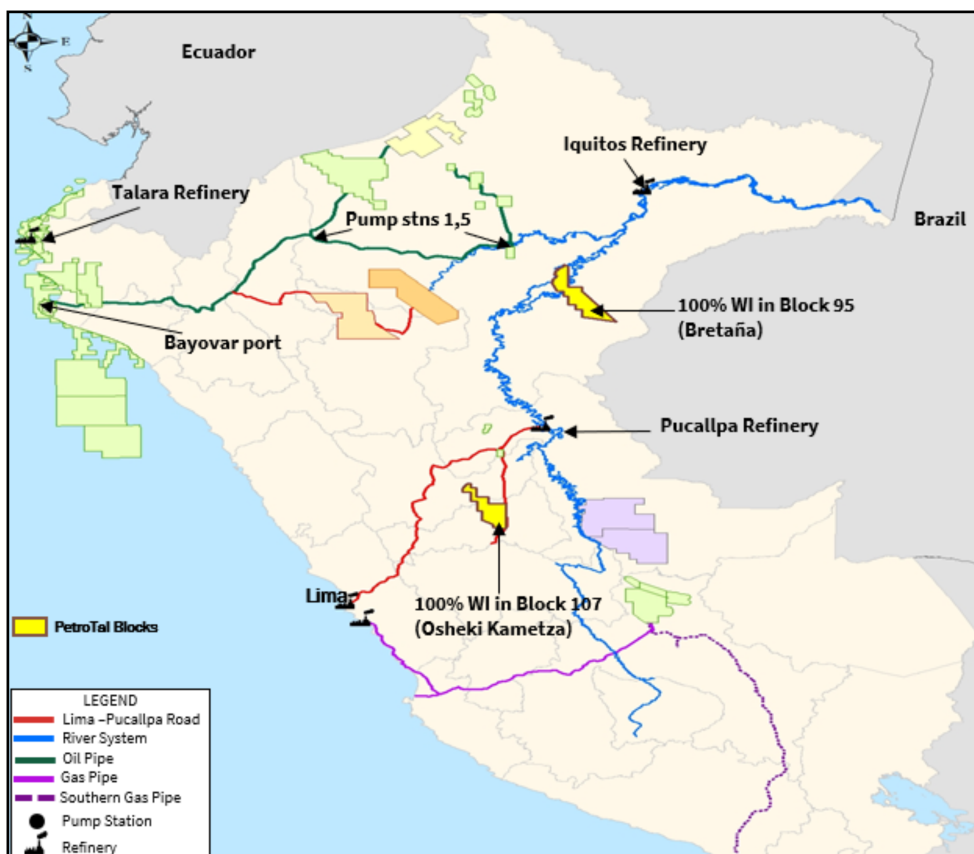 N
E
S
Ecuador
Iquitos Refinery
Talara Refinery
Pump stns 1,5
Brazil
100% WI in Block 95
(Bretaña)
Bayovar port
Pucallpa Refinery
Lima
100% WI in Block 107
(Osheki Kametza)
PetroTal Blocks
LEGEND
Lima –Pucallpa Road
River System
Oil Pipe
Gas Pipe
Southern Gas Pipe
Pump Station
Refinery